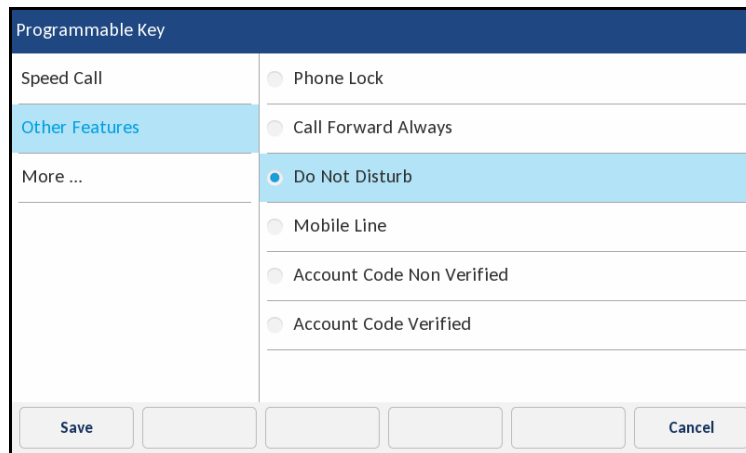 Programmable Key
Speed Call
Other Features
More ...
Phone Lock
Call Forward Always
Do Not Disturb
Mobile Line
Account Code Non Verified
Account Code Verified
Save
Cancel